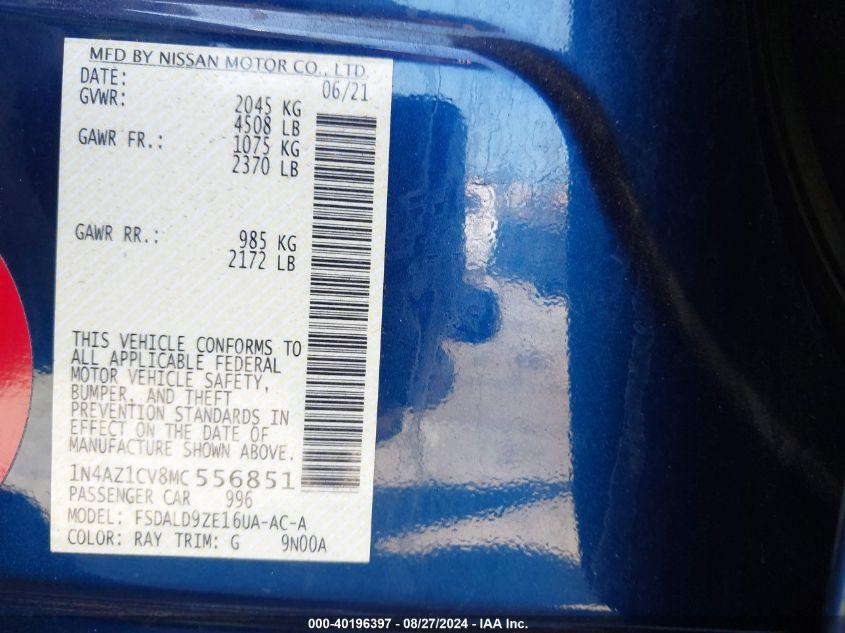 MFD BY NISSAN MOTOR CO., LTD.
DATE: 06/21
GVWR: 2045 KG
4508 LB
GAWR FR.: 1075 KG
2370 LB
GAWR RR.: 985 KG
2172 LB
THIS VEHICLE CONFORMS TO
ALL APPLICABLE FEDERAL
MOTOR VEHICLE SAFETY,
BUMPER, AND THEFT
PREVENTION STANDARDS IN
EFFECT ON THE DATE OF
MANUFACTURE SHOWN ABOVE.
1N4AZ1CV8MC556851
PASSENGER CAR 996
MODEL: FSDALD9ZE16UA-AC-A
COLOR: RAY TRIM: G 9N00A
000-40196397 - 08/27/2024 - IAA Inc.